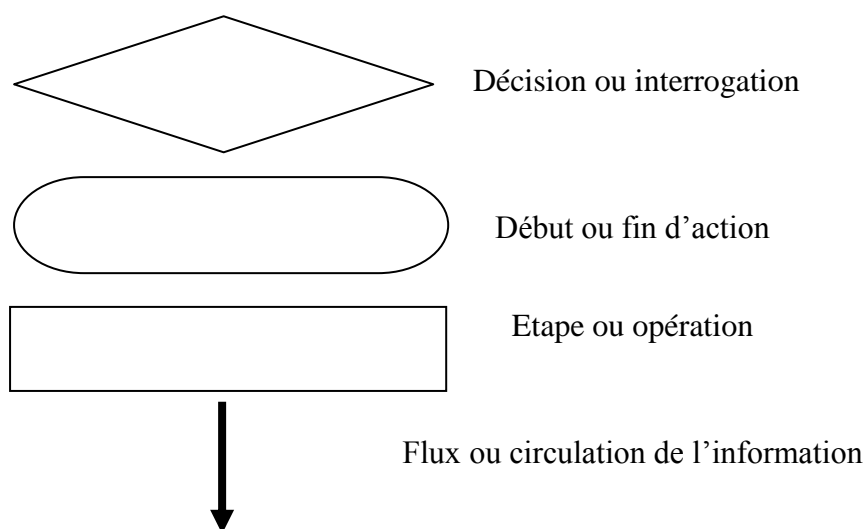 Décision ou interrogation
Début ou fin d’action
Etape ou opération
Flux ou circulation de l’information